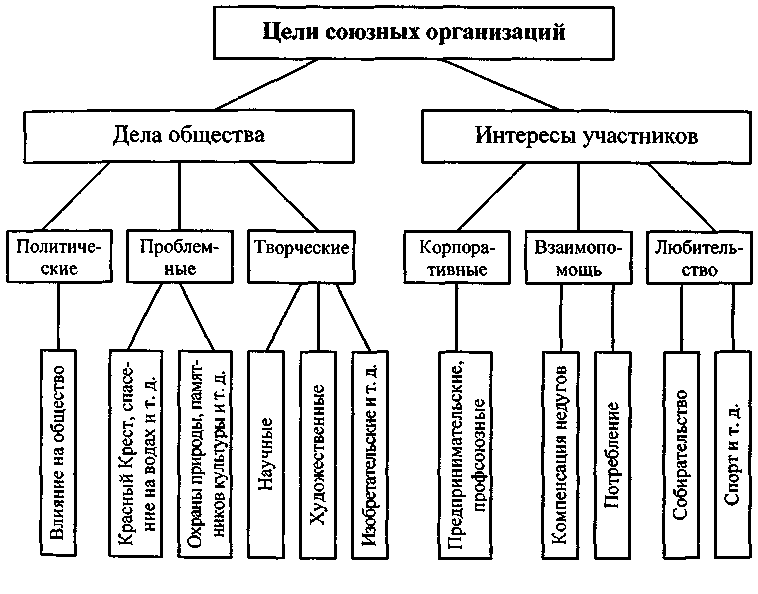 Цели союзных организаций
Дела общества
Интересы участников
Политиче-
ские
Проблем-
ные
Творческие
Корпора-
тивные
Взаимопо-
мощь
Любитель-
ство
Влияние на общество
Красный Крест, спасе-
ние на водах и т. д.
Охраны природы, памят-
ников культуры и т. д.
Научные
Художественные
Изобретательские и т. д.
Предпринимательские,
профсоюзные
Компенсация недугов
Потребление
Собирательство
Спорт и т. д.